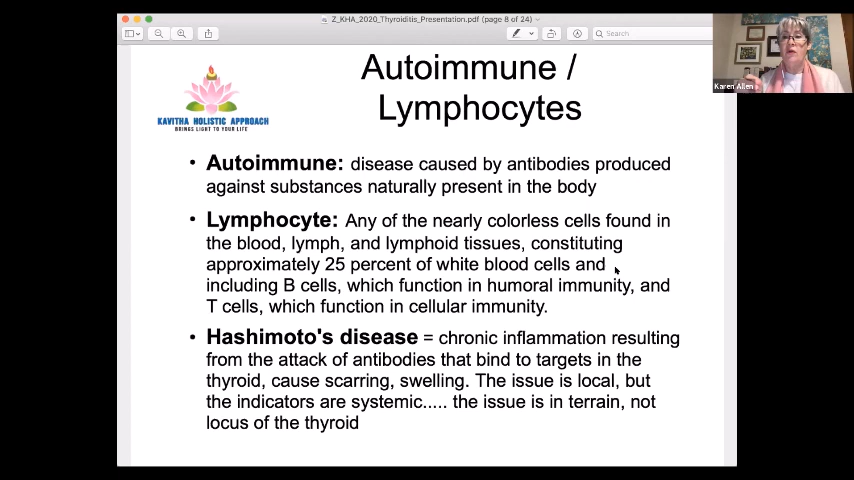 Z_KHA_2020_Thyroiditis_Presentation.pdf (page 8 of 24)
Search
Karen Allen
Autoimmune /
Lymphocytes
KAVITHA HOLISTIC APPROACH
BRINGS LIGHT TO YOUR LIFE
• Autoimmune: disease caused by antibodies produced
against substances naturally present in the body
• Lymphocyte: Any of the nearly colorless cells found in
the blood, lymph, and lymphoid tissues, constituting
approximately 25 percent of white blood cells and
including B cells, which function in humoral immunity, and
T cells, which function in cellular immunity.
• Hashimoto's disease = chronic inflammation resulting
from the attack of antibodies that bind to targets in the
thyroid, cause scarring, swelling. The issue is local, but
the indicators are systemic..... the issue is in terrain, not
locus of the thyroid